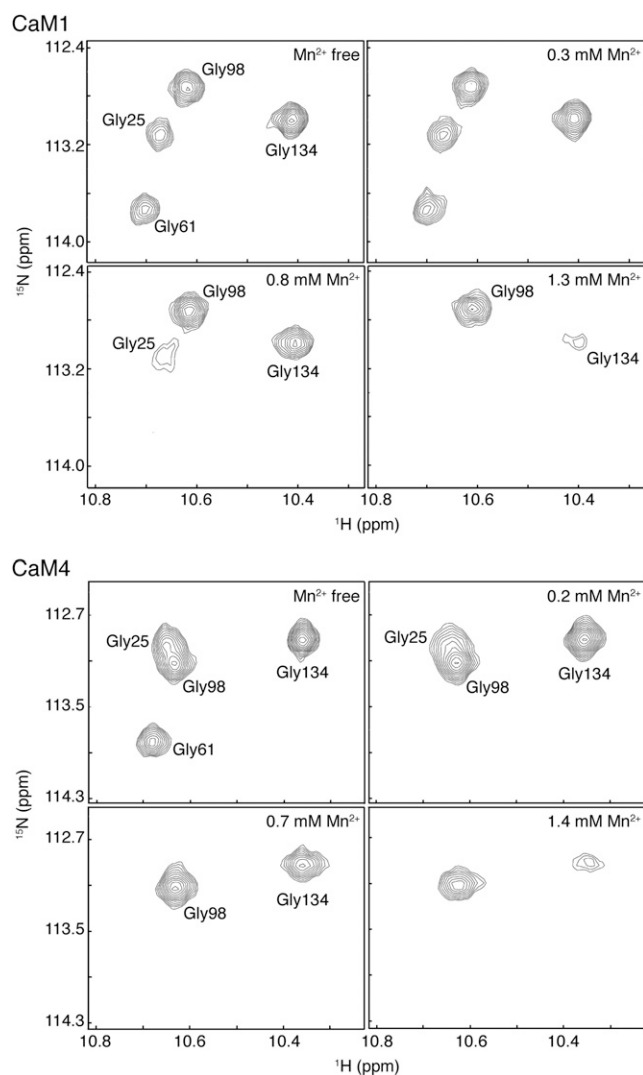 CaM1
112.4
Mn²⁺ free
0.3 mM Mn²⁺
Gly98
Gly25
113.2
Gly134
Gly61
114.0
¹⁵N (ppm)
112.4
0.8 mM Mn²⁺
1.3 mM Mn²⁺
Gly98
Gly98
Gly25
113.2
Gly134
Gly134
114.0
10.8 10.6 10.4 10.8 10.6 10.4
¹H (ppm)
CaM4
Mn²⁺ free
0.2 mM Mn²⁺
112.7
Gly25
Gly25
Gly134
Gly134
Gly98
Gly98
113.5
Gly61
114.3
¹⁵N (ppm)
0.7 mM Mn²⁺
1.4 mM Mn²⁺
112.7
Gly98
Gly134
113.5
114.3
10.8 10.6 10.4 10.8 10.6 10.4
¹H (ppm)